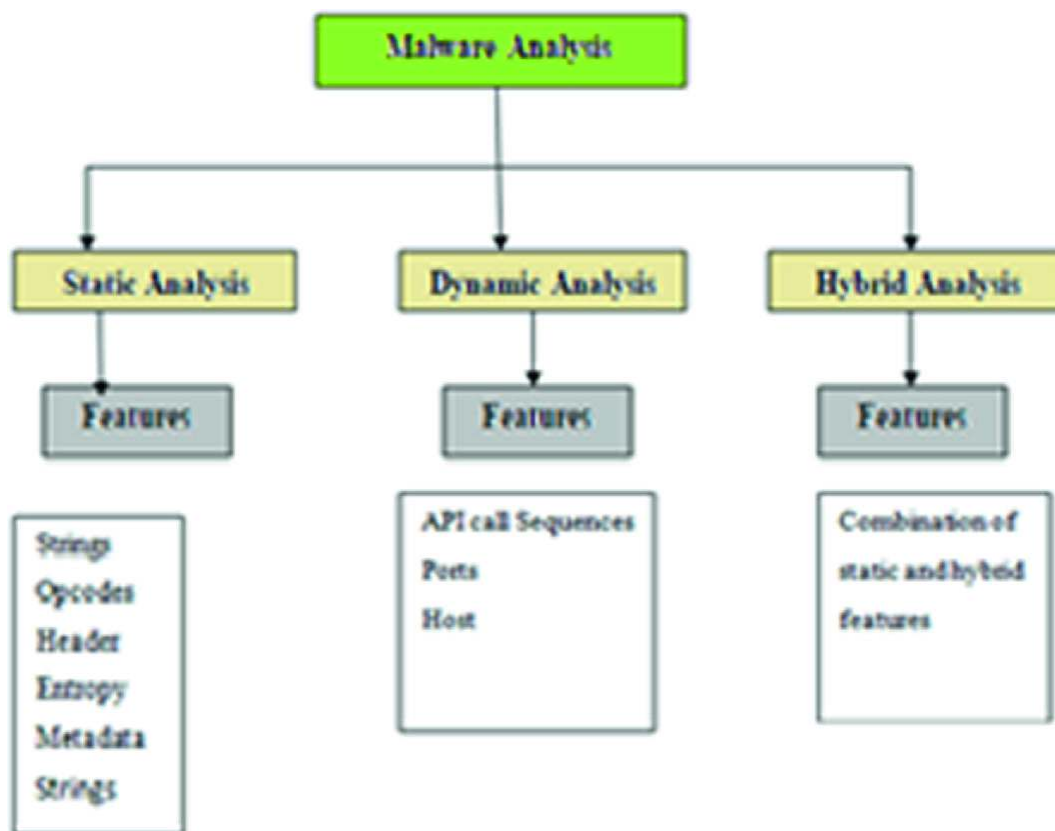 Malware Analysis
Static Analysis
Dynamic Analysis
Hybrid Analysis
Features
Features
Features
Strings
Opcodes
Header
Entropy
Metadata
Strings
API call Sequences
Ports
Host
Combination of
static and hybrid
features